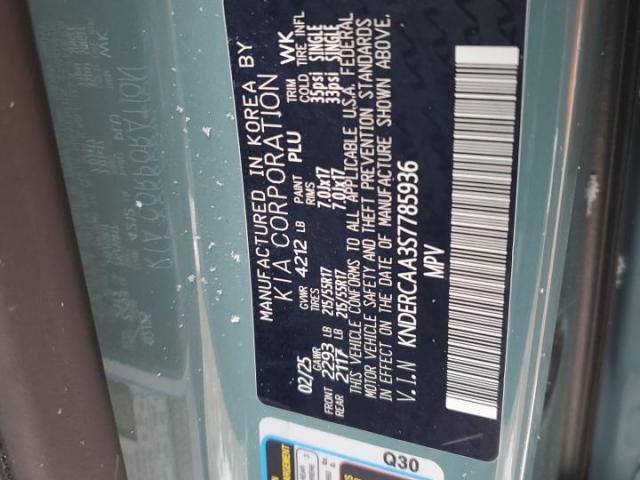 MANUFACTURED IN KOREA BY
KIA CORPORATION
02/25 GVWR 4212 LB PAINT PLU TRIM WK
GAWR TIRES RIMS COLD TIRE INFL
FRONT 2293 LB 215/55R17 7.0Jx17 35psi SINGLE
REAR 2117 LB 215/55R17 7.0Jx17 33psi SINGLE
THIS VEHICLE CONFORMS TO ALL APPLICABLE U.S.A. FEDERAL
MOTOR VEHICLE SAFETY AND THEFT PREVENTION STANDARDS
IN EFFECT ON THE DATE OF MANUFACTURE SHOWN ABOVE.
V.I.N KNDERCAA3S7785936
MPV
Q30